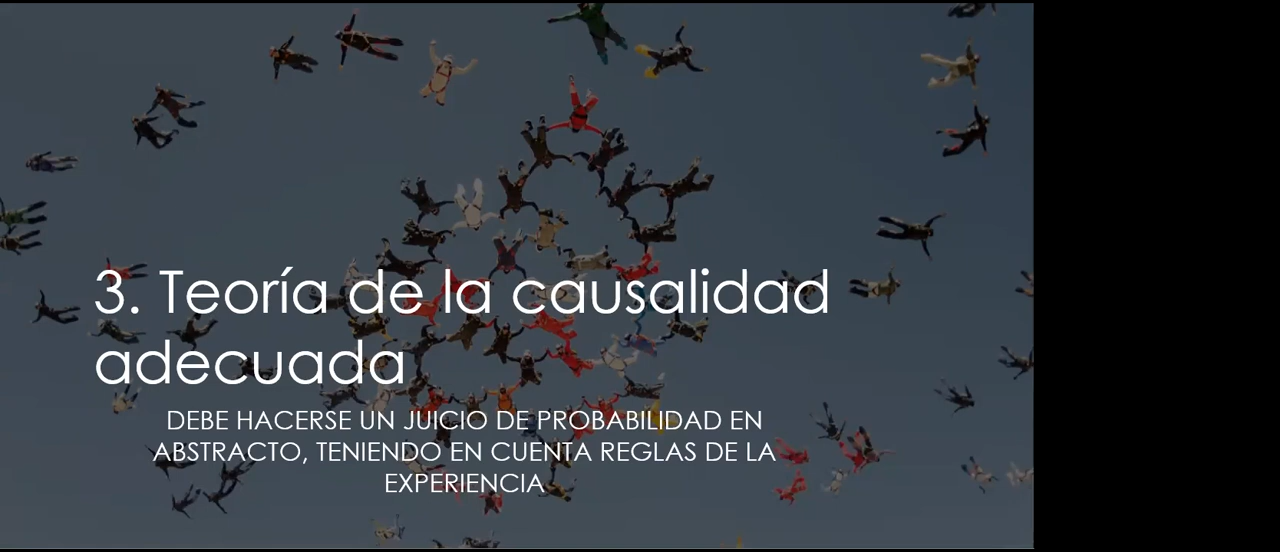 3. Teoría de la causalidad
adecuada
DEBE HACERSE UN JUICIO DE PROBABILIDAD EN
ABSTRACTO, TENIENDO EN CUENTA REGLAS DE LA
EXPERIENCIA